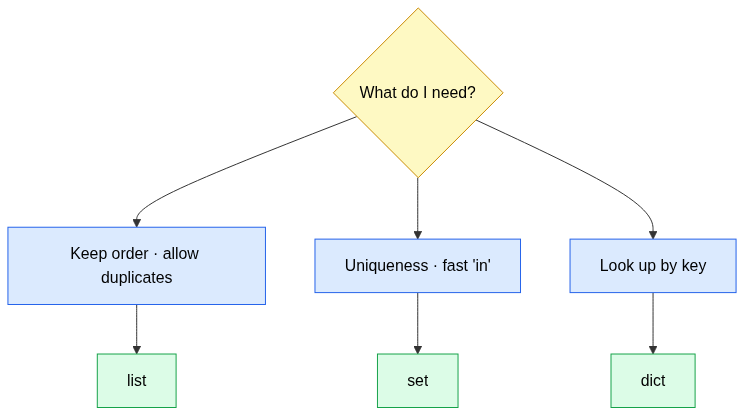 What do I need?
Keep order · allow
duplicates
Uniqueness · fast 'in'
Look up by key
list
set
dict